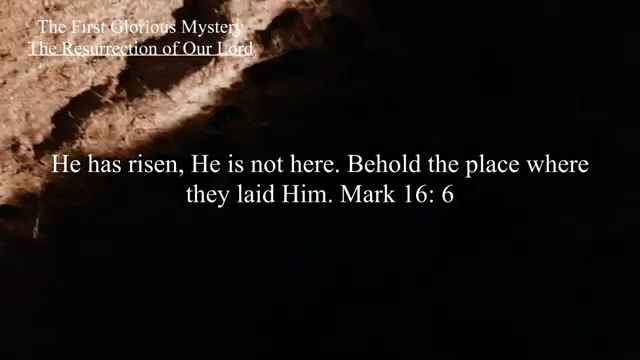 The First Glorious Mystery
The Resurrection of Our Lord
He has risen, He is not here. Behold the place where
they laid Him. Mark 16: 6